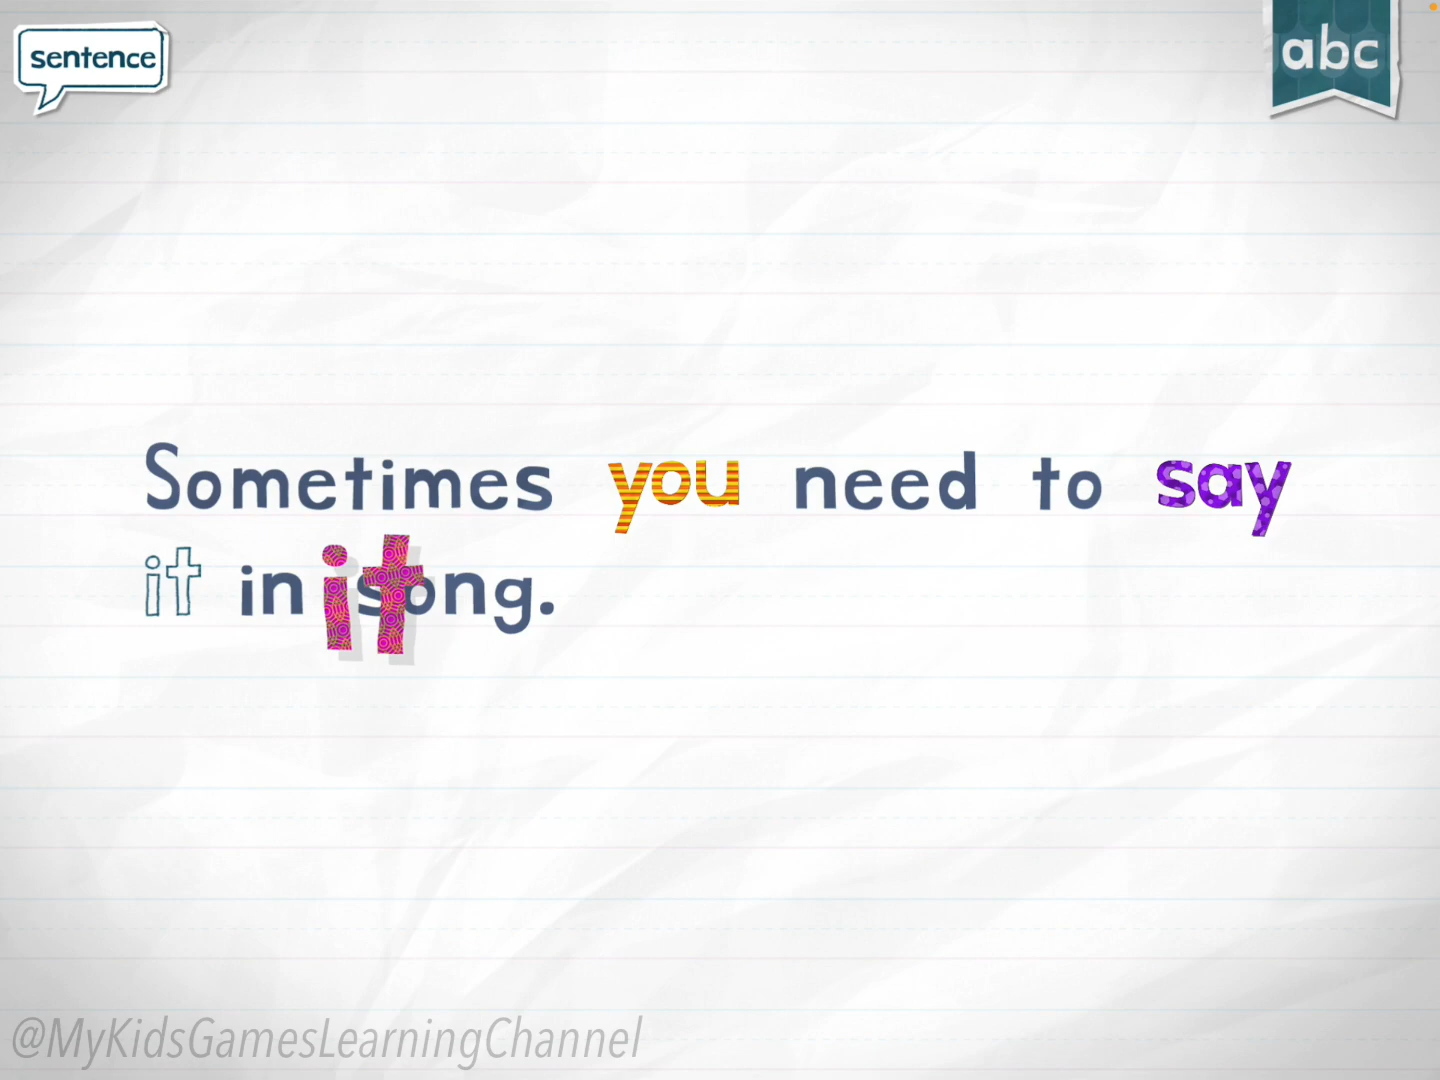 sentence
abc
Sometimes you need to say
it in song.
it
@MyKidsGamesLearningChannel